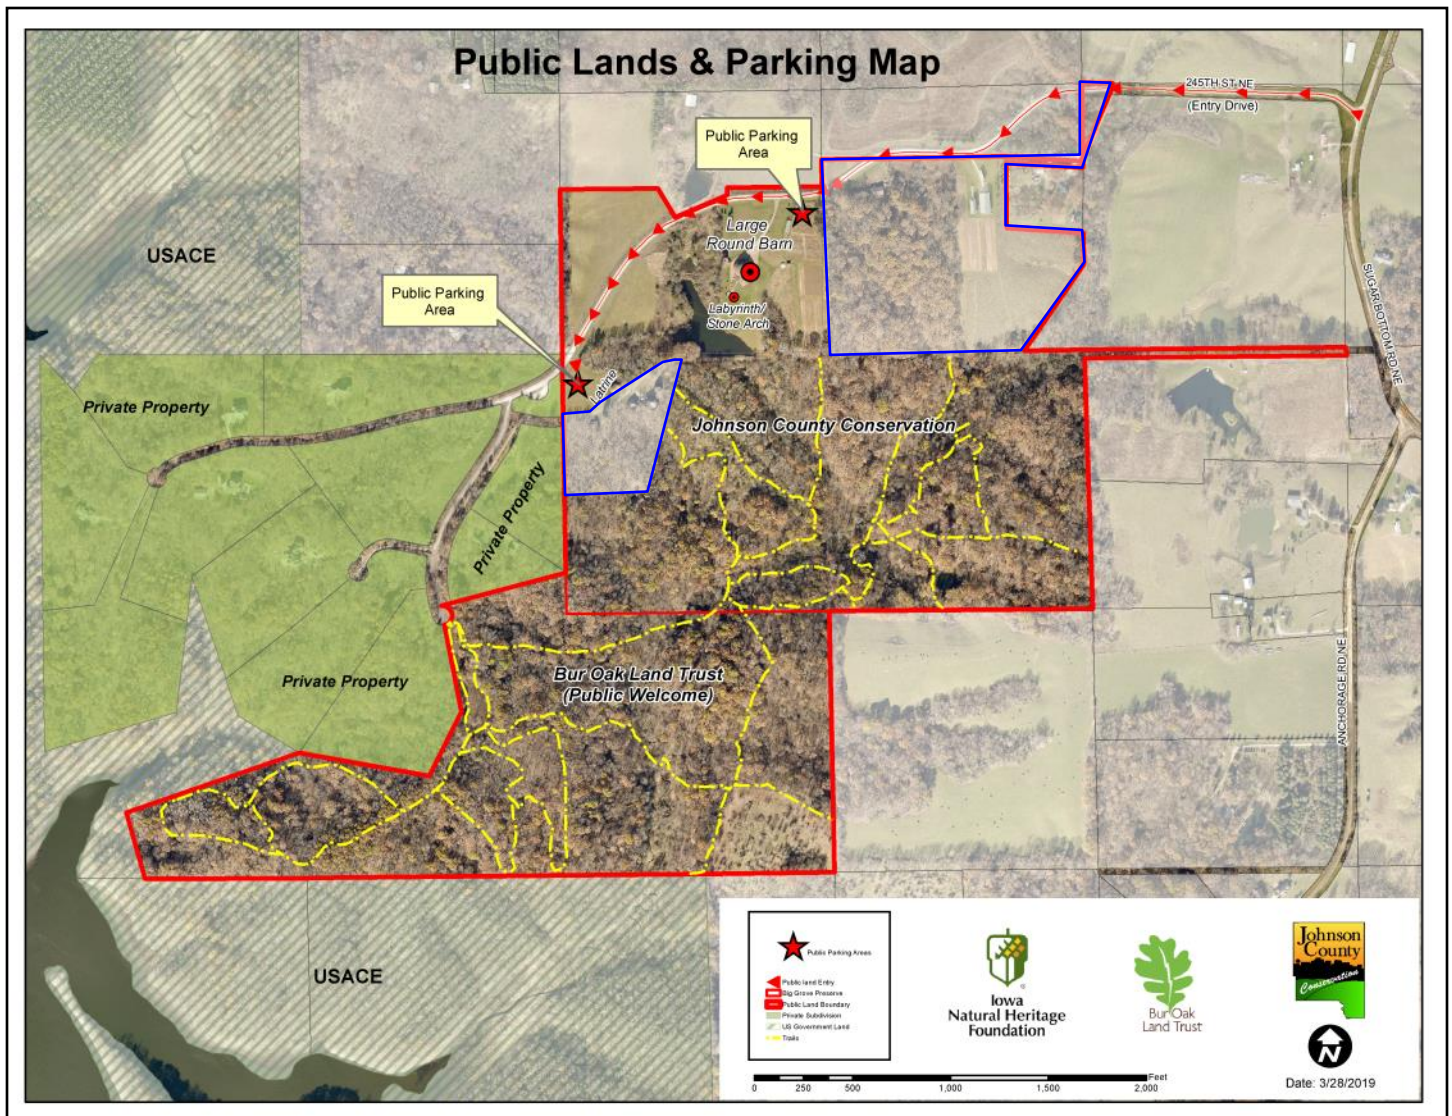 Public Lands & Parking Map
245TH ST NE
(Entry Drive)
Public Parking
Area
Large
Round Barn
USACE
SUGAR BOTTOM RD NE
Public Parking
Area
Labyrinth/
Stone Arch
Latrine
Private Property
Johnson County Conservation
Private Property
Bur Oak Land Trust
(Public Welcome)
Private Property
ANCHORAGE RD NE
USACE
Public Parking Areas
Public land Entry
Big Grove Preserve
Public Land Boundary
Private Subdivision
US Government Land
Trails
Iowa
Natural Heritage
Foundation
Bur Oak
Land Trust
Johnson
County
Conservation
N
Feet
0 250 500 1,000 1,500 2,000
Date: 3/28/2019